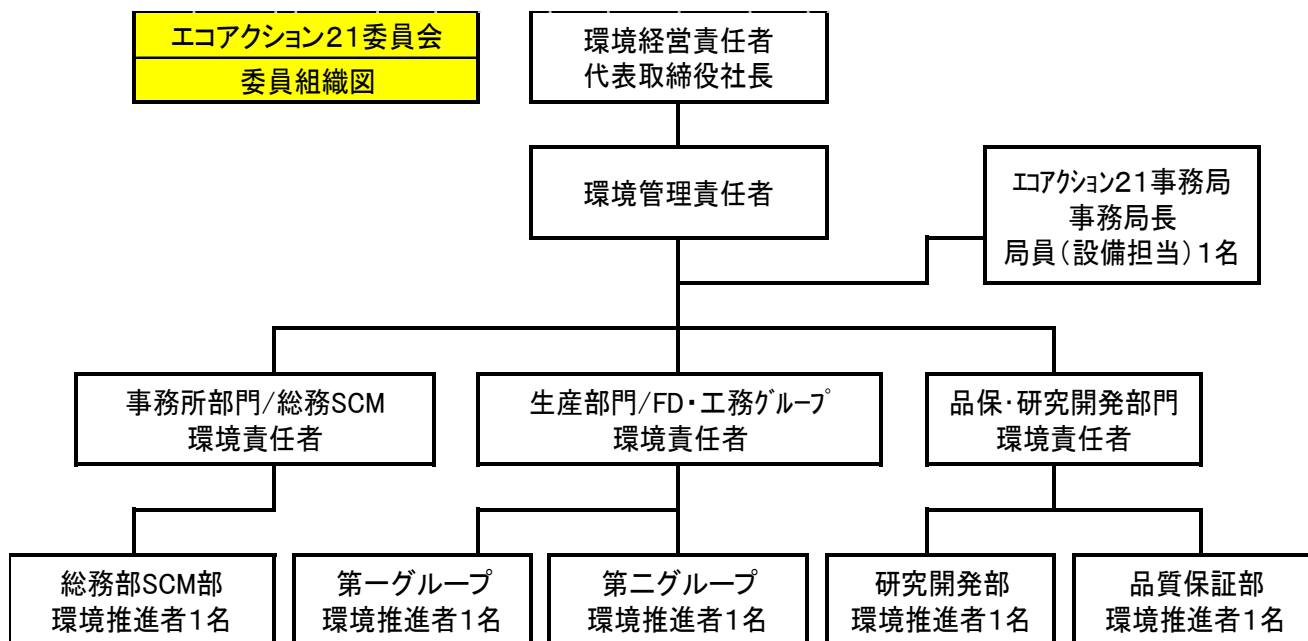 エコアクション21委員会
委員組織図
環境経営責任者
代表取締役社長
環境管理責任者
ｴｺｱｸｼｮﾝ21事務局
事務局長
局員（設備担当）1名
事務所部門/総務SCM
環境責任者
生産部門/FD・工務ｸﾞﾙｰﾌﾟ
環境責任者
品保･研究開発部門
環境責任者
総務部SCM部
環境推進者1名
第一グループ
環境推進者1名
第二グループ
環境推進者1名
研究開発部
環境推進者1名
品質保証部
環境推進者1名